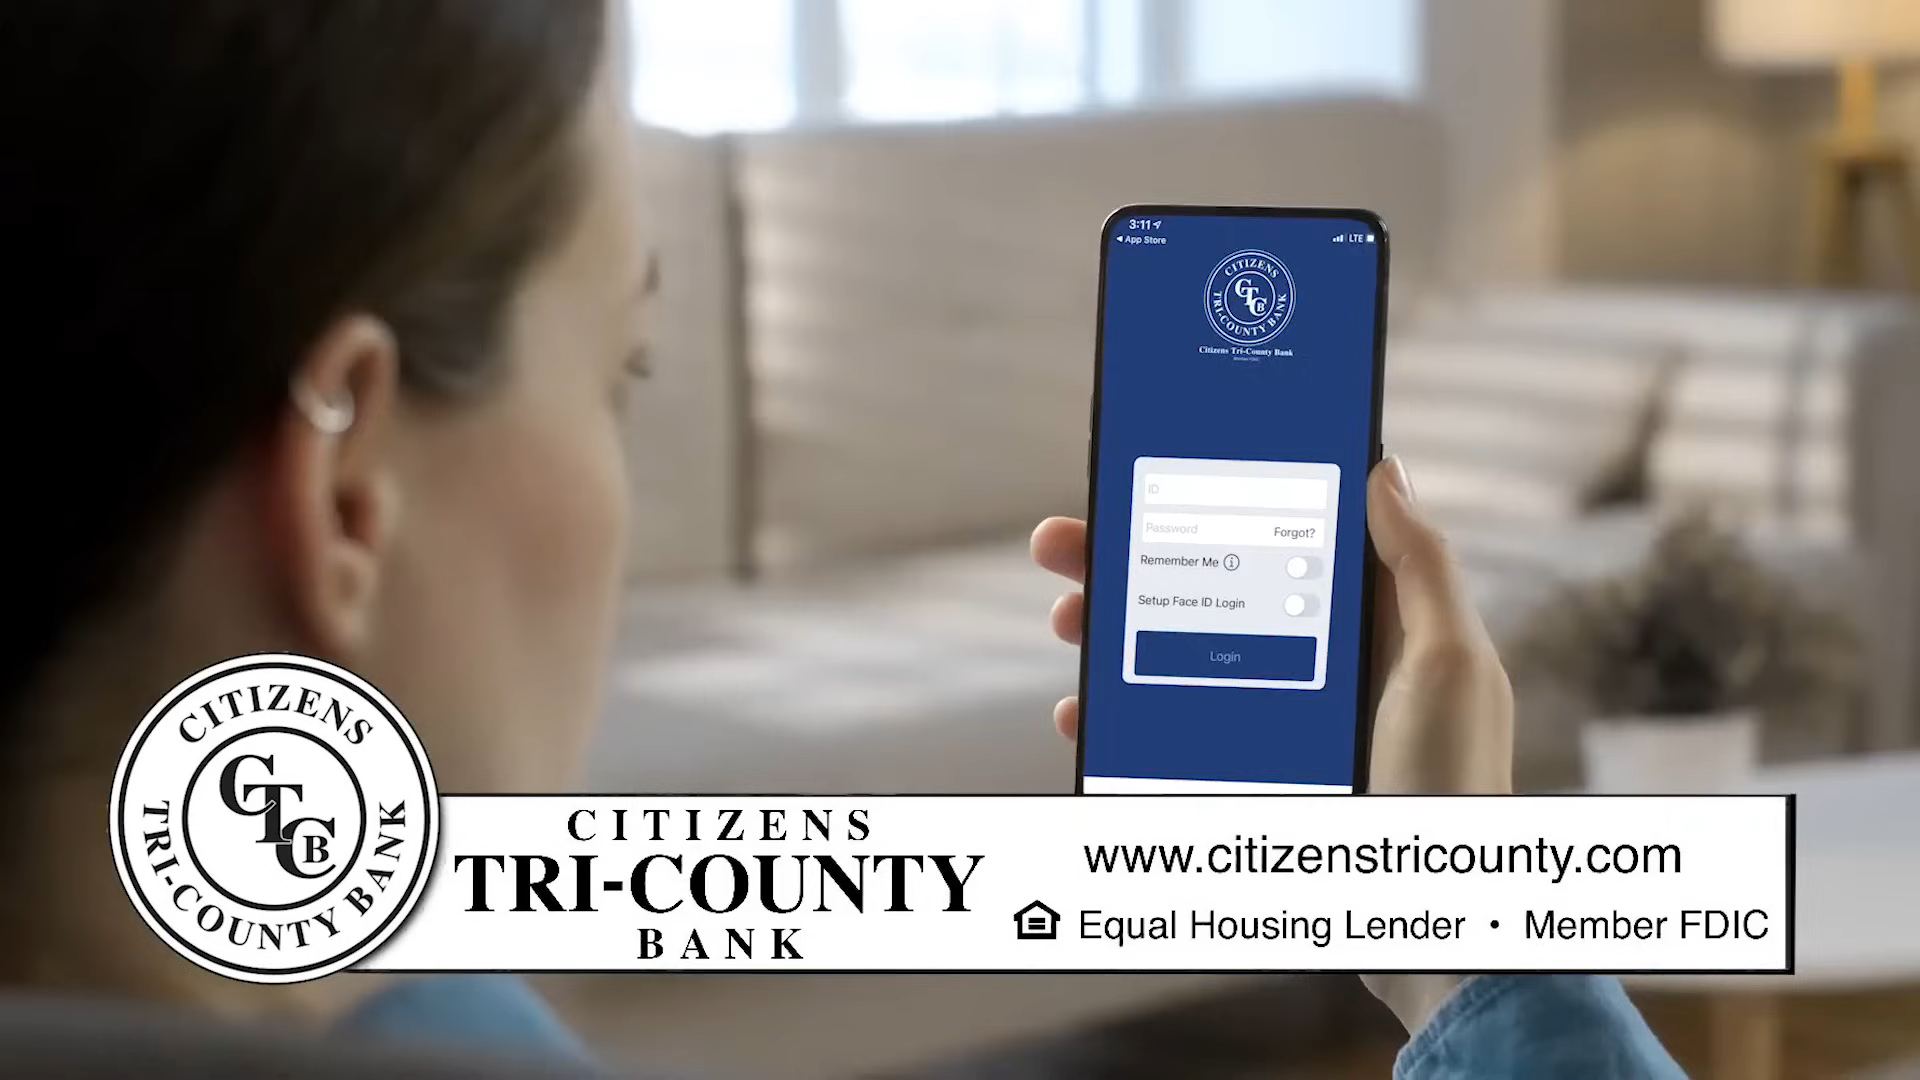 3:11
App Store
LTE
CITIZENS
TRI-COUNTY BANK
CTCB
Citizens Tri-County Bank
ID
Password
Forgot?
Remember Me
Setup Face ID Login
Login
CITIZENS
TRI-COUNTY BANK
CTCB
CITIZENS
TRI-COUNTY
BANK
www.citizenstricounty.com
Equal Housing Lender • Member FDIC